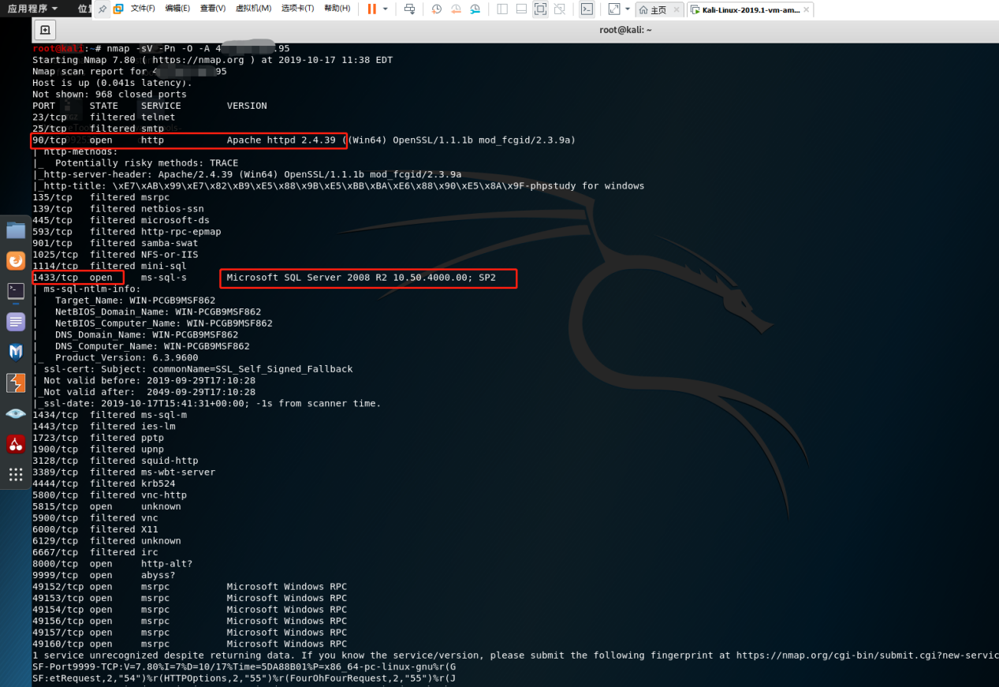 应用程序 位置 文件(F) 编辑(E) 查看(V) 虚拟机(M) 选项卡(T) 帮助(H) 主页 Kali-Linux-2019.1-vm-am...
root@kali: ~
root@kali:~# nmap -sV -Pn -O -A 4 .95
Starting Nmap 7.80 ( https://nmap.org ) at 2019-10-17 11:38 EDT
Nmap scan report for 4 95
Host is up (0.041s latency).
Not shown: 968 closed ports
PORT STATE SERVICE VERSION
23/tcp filtered telnet
25/tcp filtered smtp
90/tcp open http Apache httpd 2.4.39 ((Win64) OpenSSL/1.1.1b mod_fcgid/2.3.9a)
| http-methods:
|_ Potentially risky methods: TRACE
|_http-server-header: Apache/2.4.39 (Win64) OpenSSL/1.1.1b mod_fcgid/2.3.9a
|_http-title: \xE7\xAB\x99\xE7\x82\xB9\xE5\x88\x9B\xE5\xBB\xBA\xE6\x88\x90\xE5\x8A\x9F-phpstudy for windows
135/tcp filtered msrpc
139/tcp filtered netbios-ssn
445/tcp filtered microsoft-ds
593/tcp filtered http-rpc-epmap
901/tcp filtered samba-swat
1025/tcp filtered NFS-or-IIS
1114/tcp filtered mini-sql
1433/tcp open ms-sql-s Microsoft SQL Server 2008 R2 10.50.4000.00; SP2
| ms-sql-ntlm-info:
| Target_Name: WIN-PCGB9MSF862
| NetBIOS_Domain_Name: WIN-PCGB9MSF862
| NetBIOS_Computer_Name: WIN-PCGB9MSF862
| DNS_Domain_Name: WIN-PCGB9MSF862
| DNS_Computer_Name: WIN-PCGB9MSF862
|_ Product_Version: 6.3.9600
| ssl-cert: Subject: commonName=SSL_Self_Signed_Fallback
| Not valid before: 2019-09-29T17:10:28
|_Not valid after: 2049-09-29T17:10:28
|_ssl-date: 2019-10-17T15:41:31+00:00; -1s from scanner time.
1434/tcp filtered ms-sql-m
1443/tcp filtered ies-lm
1723/tcp filtered pptp
1900/tcp filtered upnp
3128/tcp filtered squid-http
3389/tcp filtered ms-wbt-server
4444/tcp filtered krb524
5800/tcp filtered vnc-http
5815/tcp open unknown
5900/tcp filtered vnc
6000/tcp filtered X11
6129/tcp filtered unknown
6667/tcp filtered irc
8000/tcp open http-alt?
9999/tcp open abyss?
49152/tcp open msrpc Microsoft Windows RPC
49153/tcp open msrpc Microsoft Windows RPC
49154/tcp open msrpc Microsoft Windows RPC
49156/tcp open msrpc Microsoft Windows RPC
49157/tcp open msrpc Microsoft Windows RPC
49160/tcp open msrpc Microsoft Windows RPC
1 service unrecognized despite returning data. If you know the service/version, please submit the following fingerprint at https://nmap.org/cgi-bin/submit.cgi?new-servic
SF-Port9999-TCP:V=7.80%I=7%D=10/17%Time=5DA88B01%P=x86_64-pc-linux-gnu%r(G
SF:etRequest,2,"54")%r(HTTPOptions,2,"55")%r(FourOhFourRequest,2,"55")%r(J